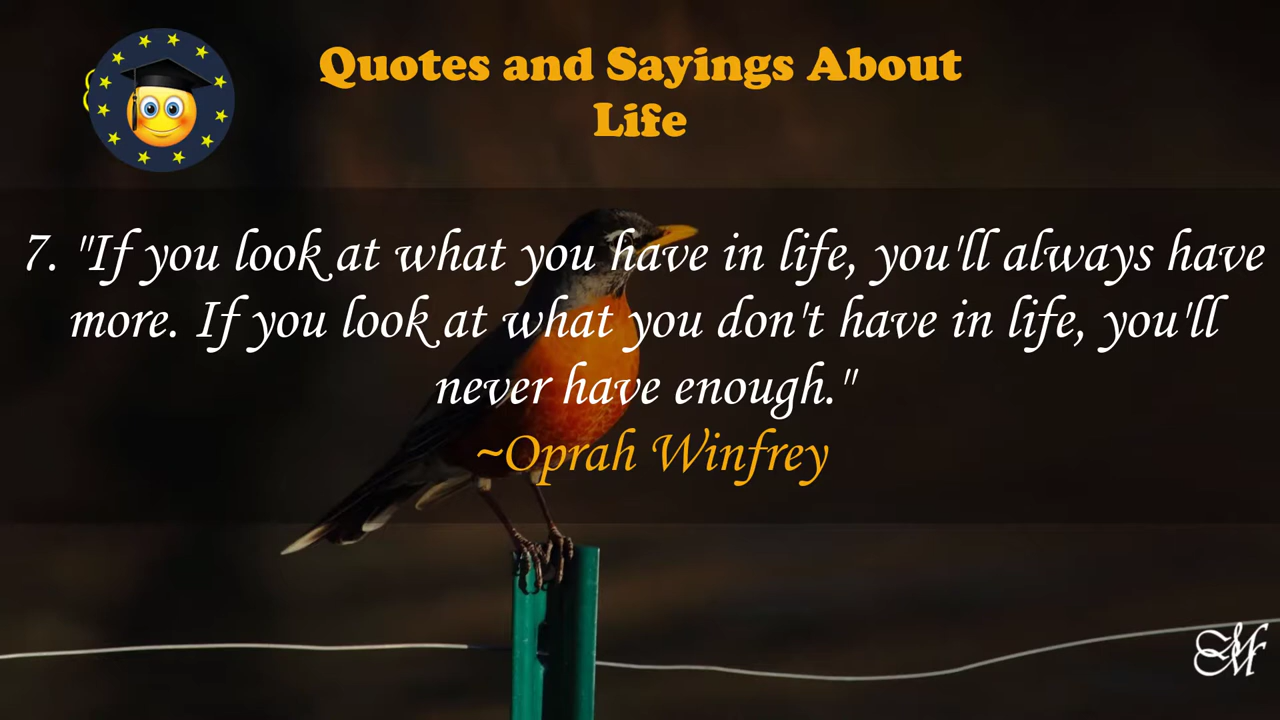 Quotes and Sayings About
Life
7. "If you look at what you have in life, you'll always have
more. If you look at what you don't have in life, you'll
never have enough."
~Oprah Winfrey